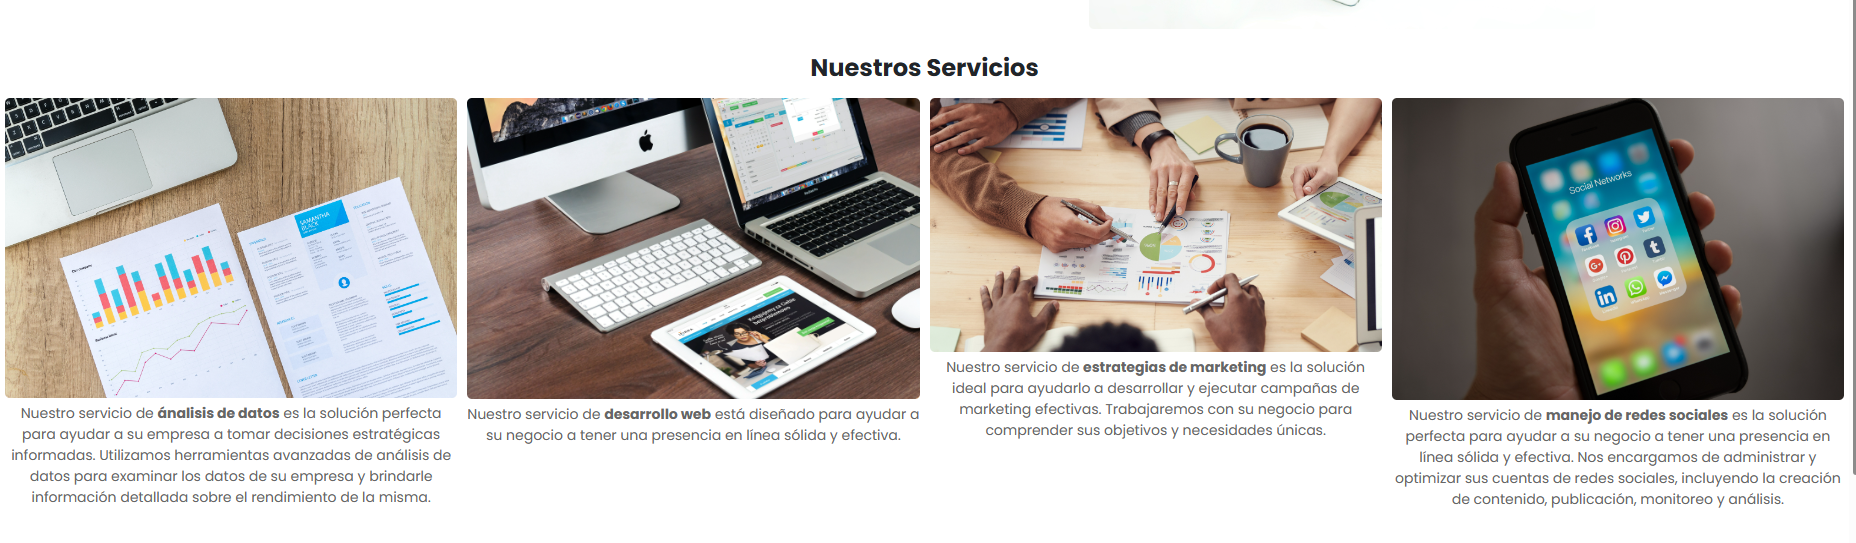 Nuestros Servicios
SAMANTHA
BLACK
Social Networks
Nuestro servicio de ánalisis de datos es la solución perfecta
para ayudar a su empresa a tomar decisiones estratégicas
informadas. Utilizamos herramientas avanzadas de análisis de
datos para examinar los datos de su empresa y brindarle
información detallada sobre el rendimiento de la misma.
Nuestro servicio de desarrollo web está diseñado para ayudar a
su negocio a tener una presencia en línea sólida y efectiva.
Nuestro servicio de estrategias de marketing es la solución
ideal para ayudarlo a desarrollar y ejecutar campañas de
marketing efectivas. Trabajaremos con su negocio para
comprender sus objetivos y necesidades únicas.
Nuestro servicio de manejo de redes sociales es la solución
perfecta para ayudar a su negocio a tener una presencia en
línea sólida y efectiva. Nos encargamos de administrar y
optimizar sus cuentas de redes sociales, incluyendo la creación
de contenido, publicación, monitoreo y análisis.